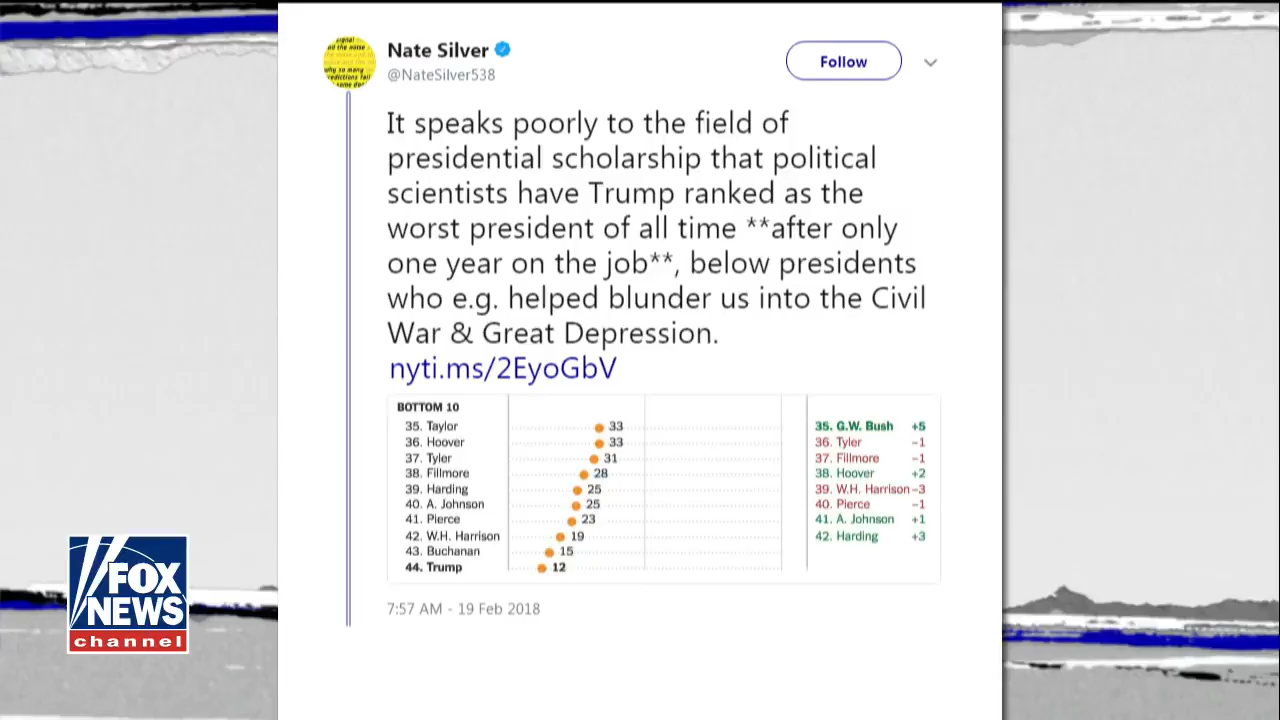 Nate Silver
@NateSilver538
Follow
It speaks poorly to the field of
presidential scholarship that political
scientists have Trump ranked as the
worst president of all time **after only
one year on the job**, below presidents
who e.g. helped blunder us into the Civil
War & Great Depression.
nyti.ms/2EyoGbV
BOTTOM 10
35. Taylor 33 35. G.W. Bush +5
36. Hoover 33 36. Tyler −1
37. Tyler 31 37. Fillmore −1
38. Fillmore 28 38. Hoover +2
39. Harding 25 39. W.H. Harrison −3
40. A. Johnson 25 40. Pierce −1
41. Pierce 23 41. A. Johnson +1
42. W.H. Harrison 19 42. Harding +3
43. Buchanan 15
44. Trump 12
7:57 AM - 19 Feb 2018
FOX
NEWS
channel